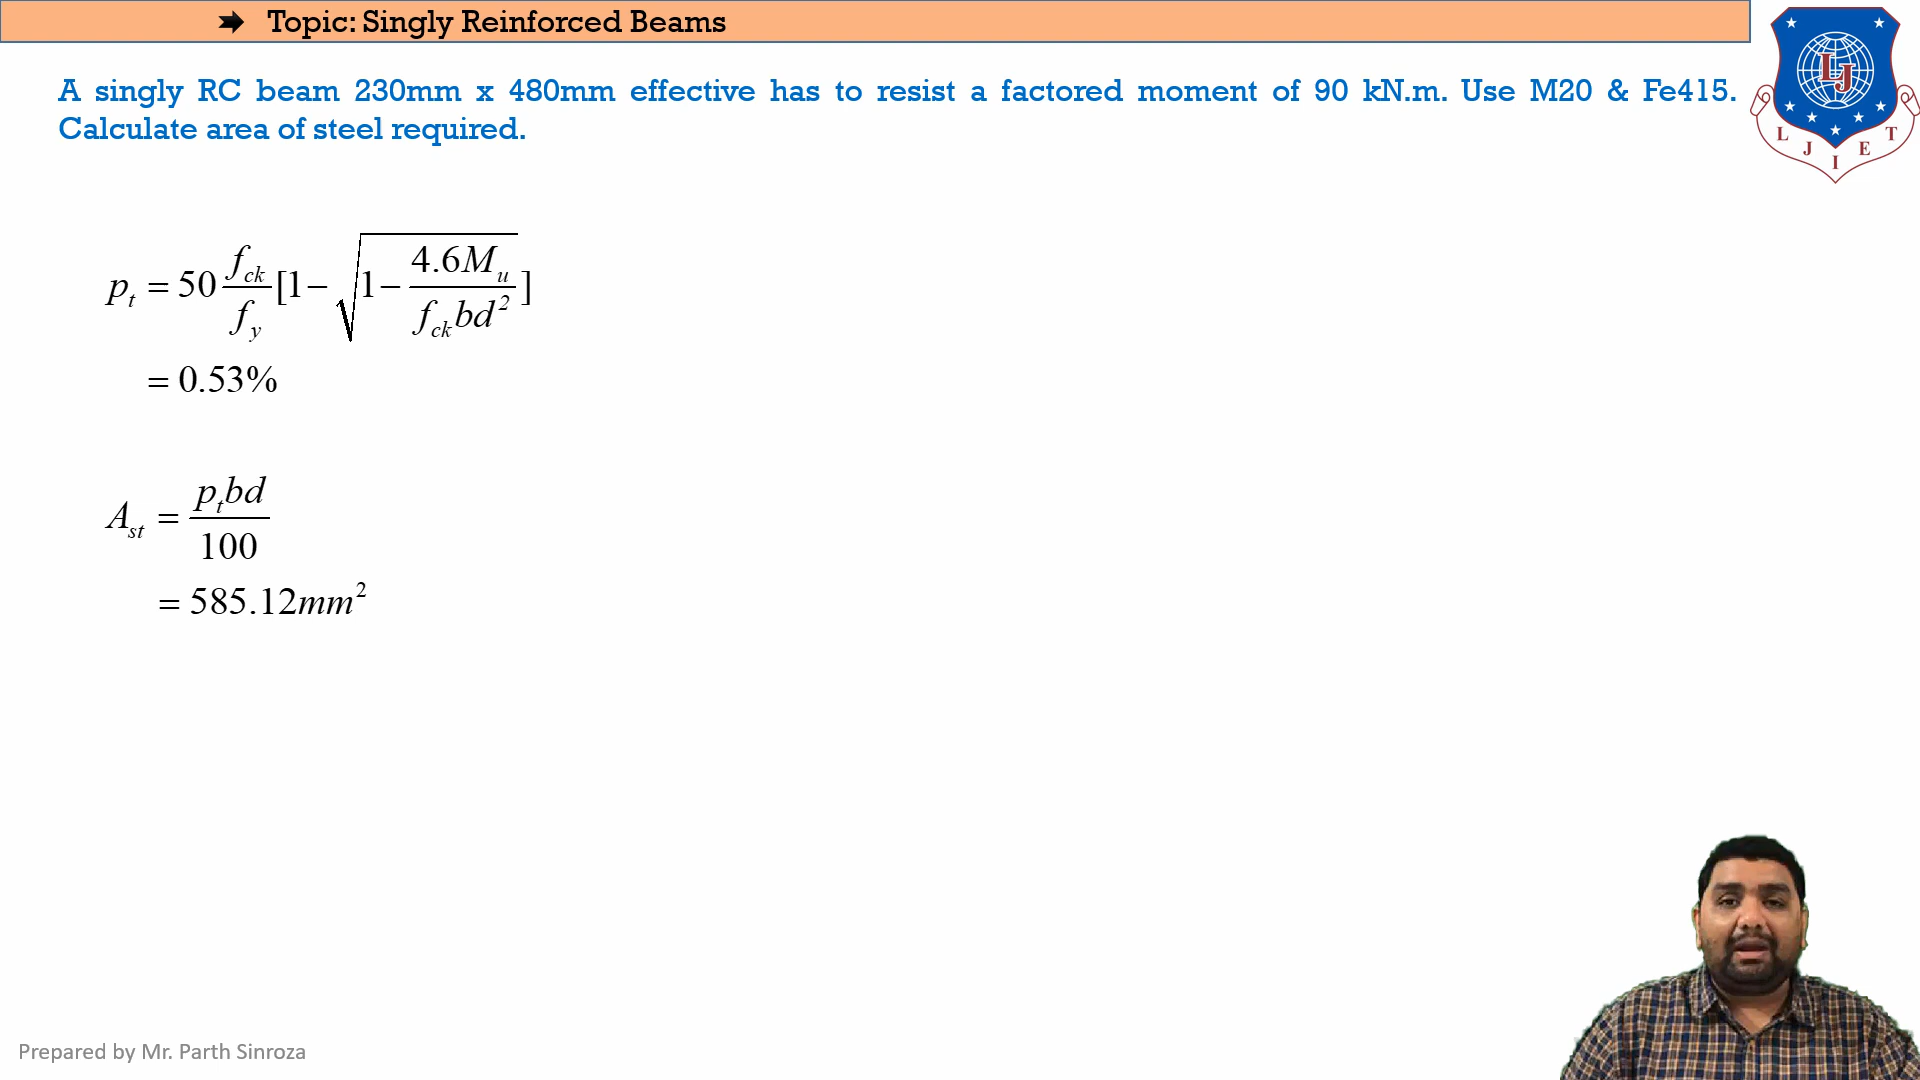 Topic: Singly Reinforced Beams
A singly RC beam 230mm x 480mm effective has to resist a factored moment of 90 kN.m. Use M20 & Fe415.
Calculate area of steel required.
LJ
L J I E T
p_t = 50 f_ck / f_y [1 − √(1 − 4.6M_u / f_ck bd²)]
= 0.53%
A_st = p_t bd / 100
= 585.12mm²
Prepared by Mr. Parth Sinroza